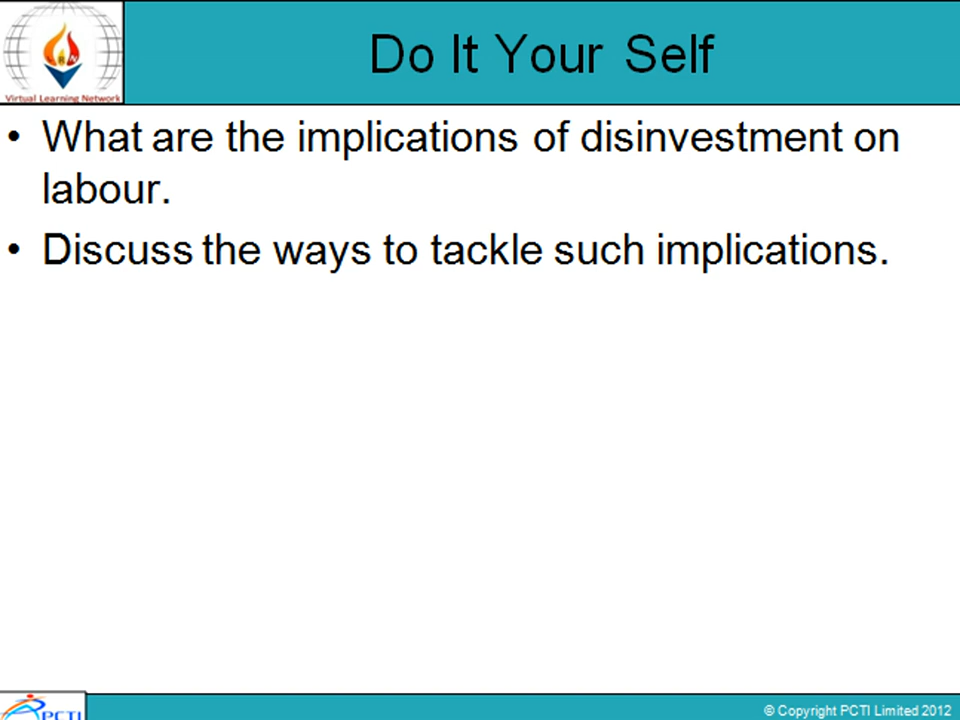 Virtual Learning Network
Do It Your Self
• What are the implications of disinvestment on
labour.
• Discuss the ways to tackle such implications.
PCTI
© Copyright PCTI Limited 2012